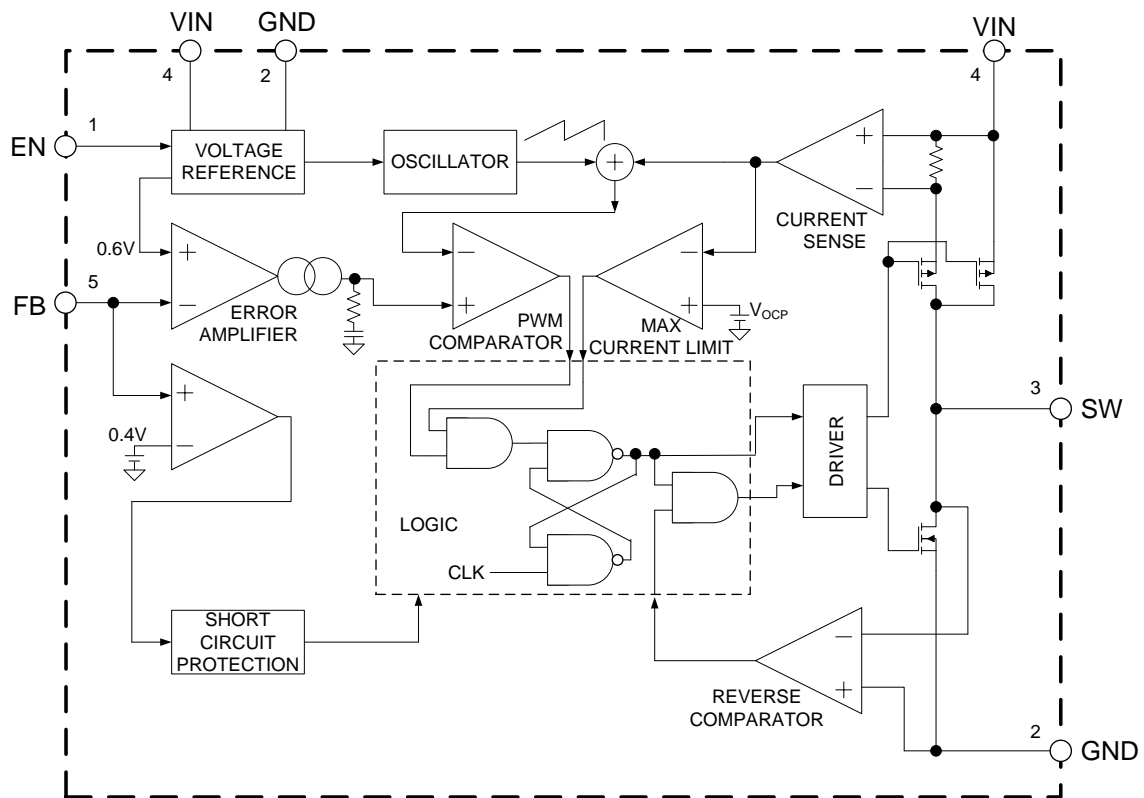 VIN
GND
VIN
4
2
4
EN
1
VOLTAGE
REFERENCE
OSCILLATOR
+
+
−
CURRENT
SENSE
0.6V
+
−
ERROR
AMPLIFIER
−
+
PWM
COMPARATOR
−
+
VOCP
MAX
CURRENT LIMIT
5
FB
+
−
0.4V
3
SW
DRIVER
LOGIC
CLK
SHORT
CIRCUIT
PROTECTION
−
+
REVERSE
COMPARATOR
2
GND